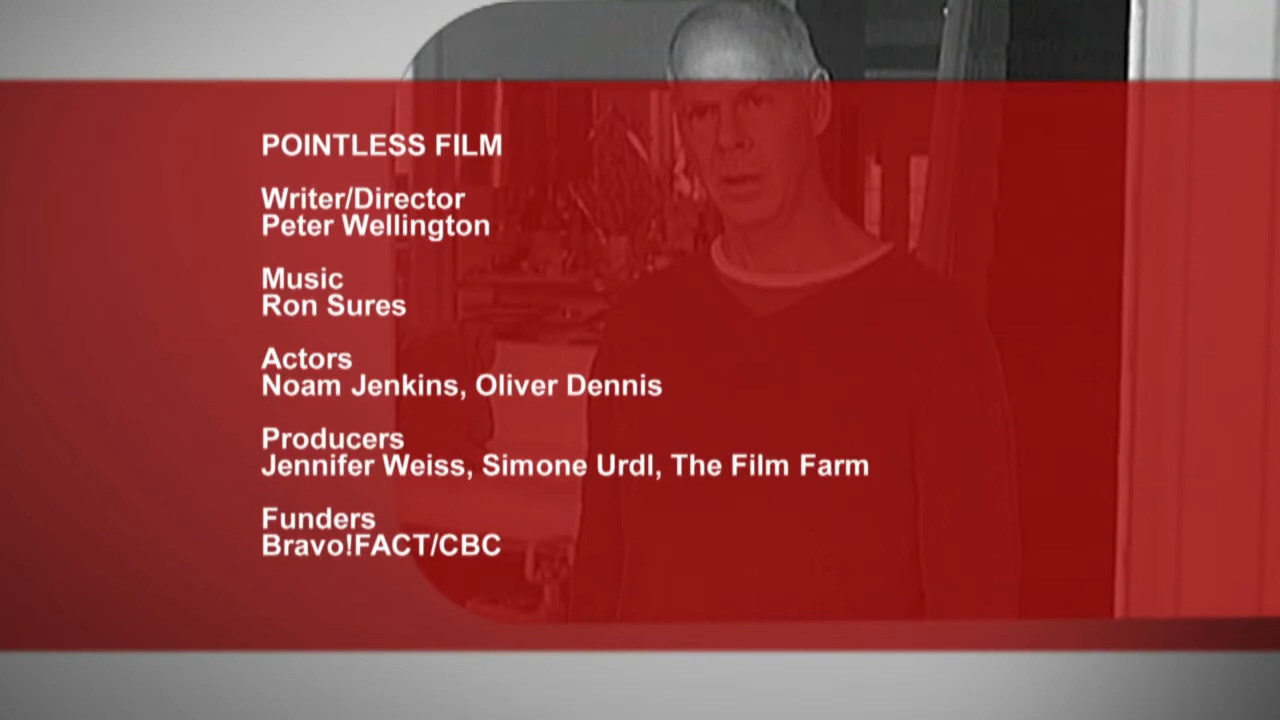 POINTLESS FILM
Writer/Director
Peter Wellington
Music
Ron Sures
Actors
Noam Jenkins, Oliver Dennis
Producers
Jennifer Weiss, Simone Urdl, The Film Farm
Funders
Bravo!FACT/CBC